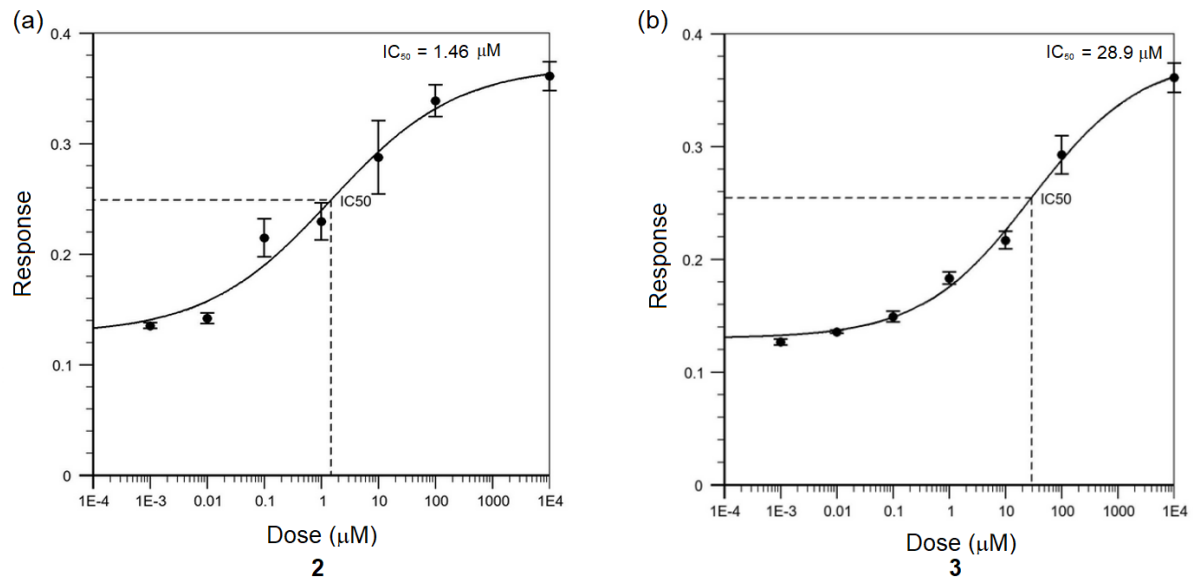 (a)
IC₅₀ = 1.46 μM
0.4
0.3
0.2
0.1
0
Response
IC50
1E-4 1E-3 0.01 0.1 1 10 100 1000 1E4
Dose (μM)
2
(b)
IC₅₀ = 28.9 μM
0.4
0.3
0.2
0.1
0
Response
IC50
1E-4 1E-3 0.01 0.1 1 10 100 1000 1E4
Dose (μM)
3